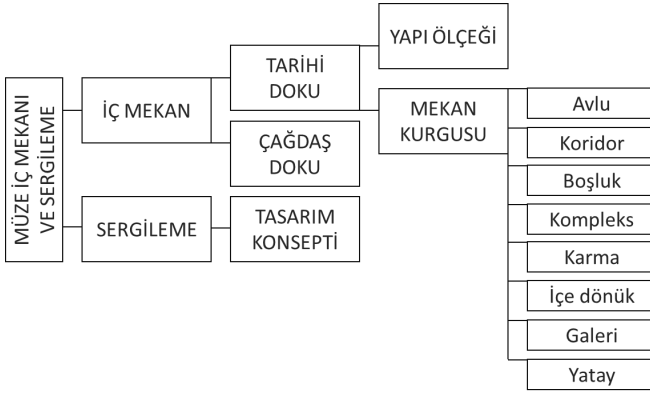 MÜZE İÇ MEKANI
VE SERGİLEME
İÇ MEKAN
SERGİLEME
TARİHİ
DOKU
ÇAĞDAŞ
DOKU
TASARIM
KONSEPTİ
YAPI ÖLÇEĞİ
MEKAN
KURGUSU
Avlu
Koridor
Boşluk
Kompleks
Karma
İçe dönük
Galeri
Yatay